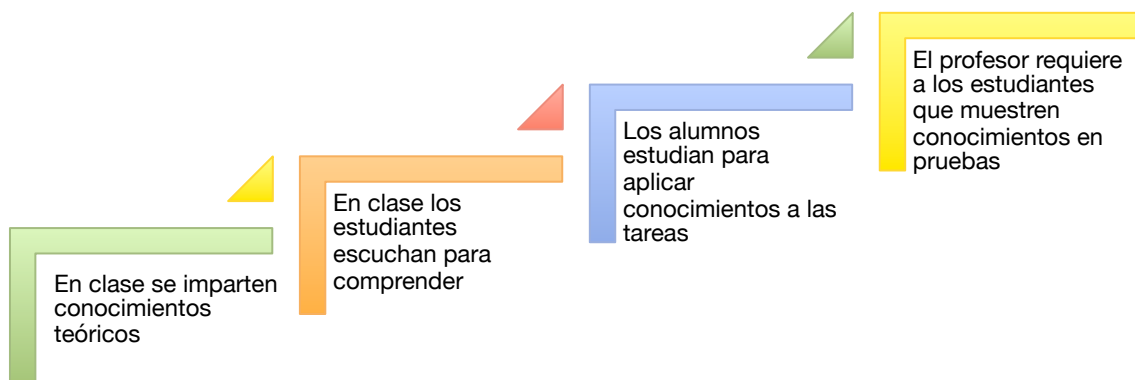 En clase se imparten
conocimientos
teóricos
En clase los
estudiantes
escuchan para
comprender
Los alumnos
estudian para
aplicar
conocimientos a las
tareas
El profesor requiere
a los estudiantes
que muestren
conocimientos en
pruebas